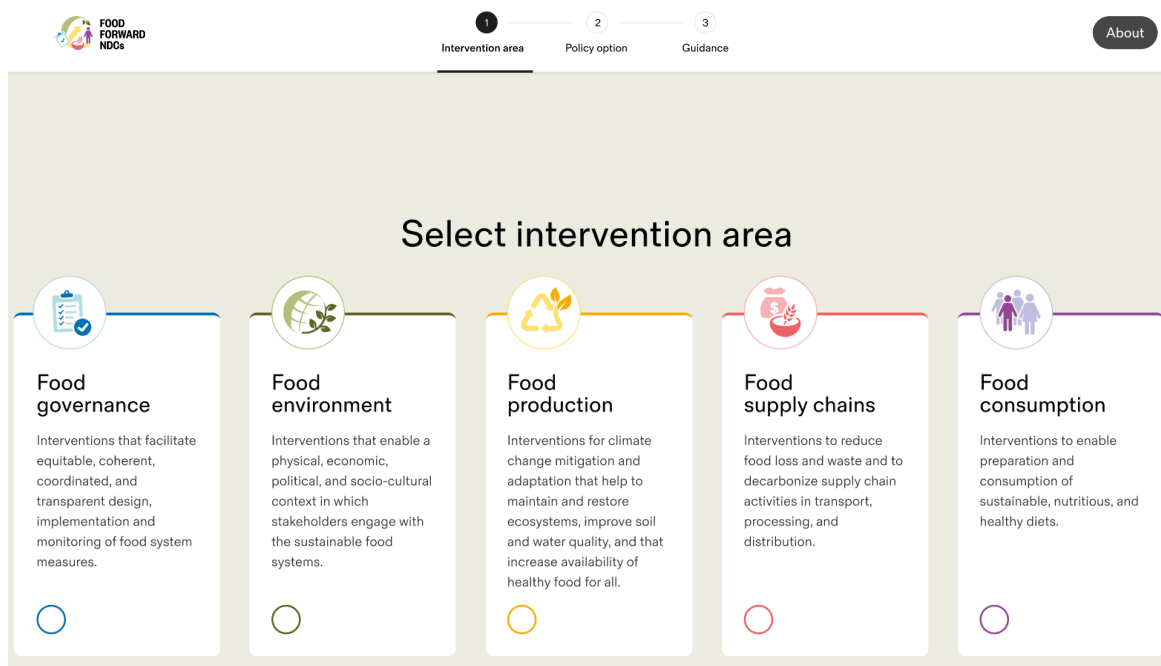 FOOD
FORWARD
NDCs
1
2
3
Intervention area
Policy option
Guidance
About
Select intervention area
$
Food
governance
Interventions that facilitate
equitable, coherent,
coordinated, and
transparent design,
implementation and
monitoring of food system
measures.
Food
environment
Interventions that enable a
physical, economic,
political, and socio-cultural
context in which
stakeholders engage with
the sustainable food
systems.
Food
production
Interventions for climate
change mitigation and
adaptation that help to
maintain and restore
ecosystems, improve soil
and water quality, and that
increase availability of
healthy food for all.
Food
supply chains
Interventions to reduce
food loss and waste and to
decarbonize supply chain
activities in transport,
processing, and
distribution.
Food
consumption
Interventions to enable
preparation and
consumption of
sustainable, nutritious, and
healthy diets.